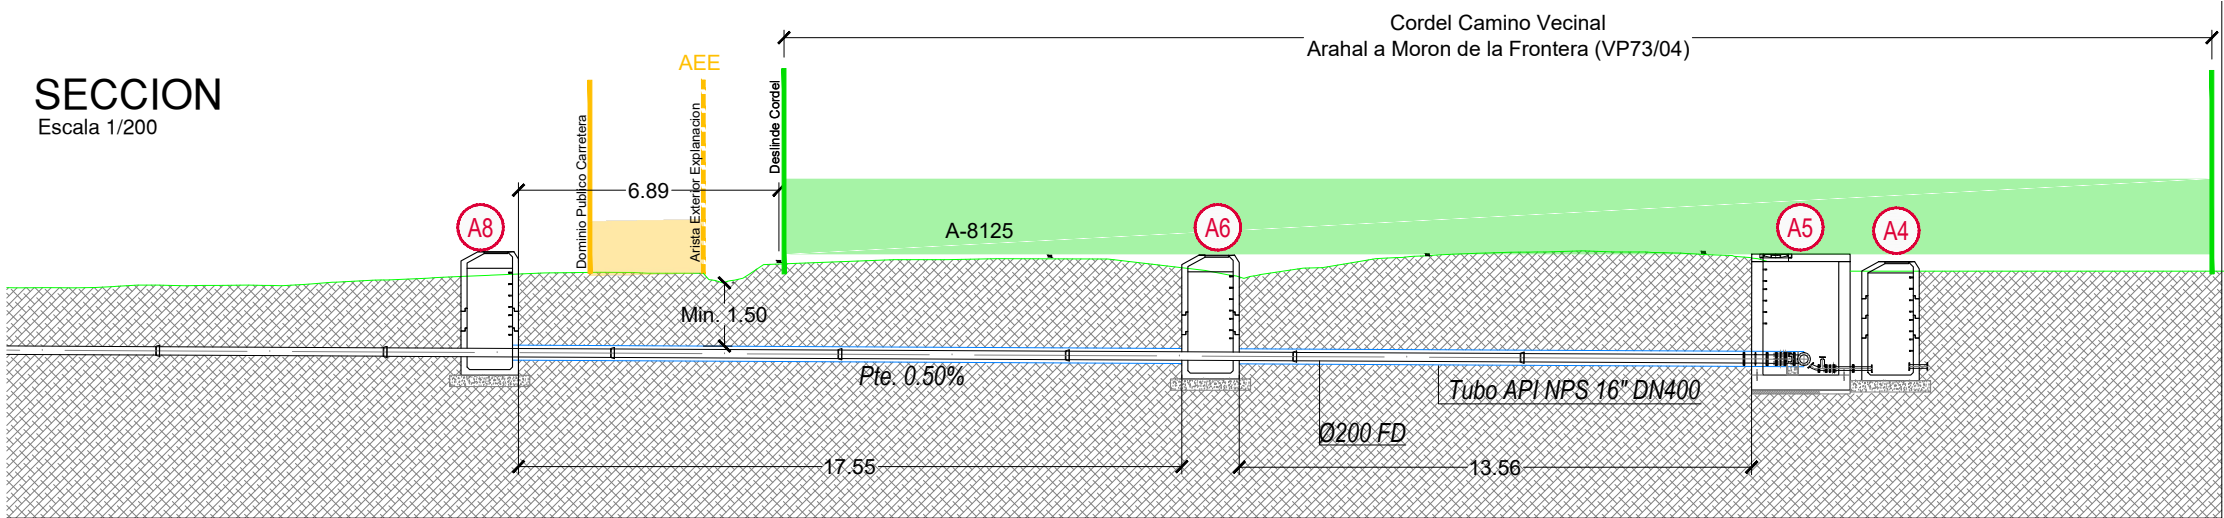 SECCION
Escala 1/200
Cordel Camino Vecinal
Arahal a Moron de la Frontera (VP73/04)
AEE
Dominio Publico Carretera
Arista Exterior Explanacion
Deslinde Cordel
6.89
A8
A-8125
A6
A5
A4
Min. 1.50
Pte. 0.50%
Tubo API NPS 16" DN400
Ø200 FD
17.55
13.56